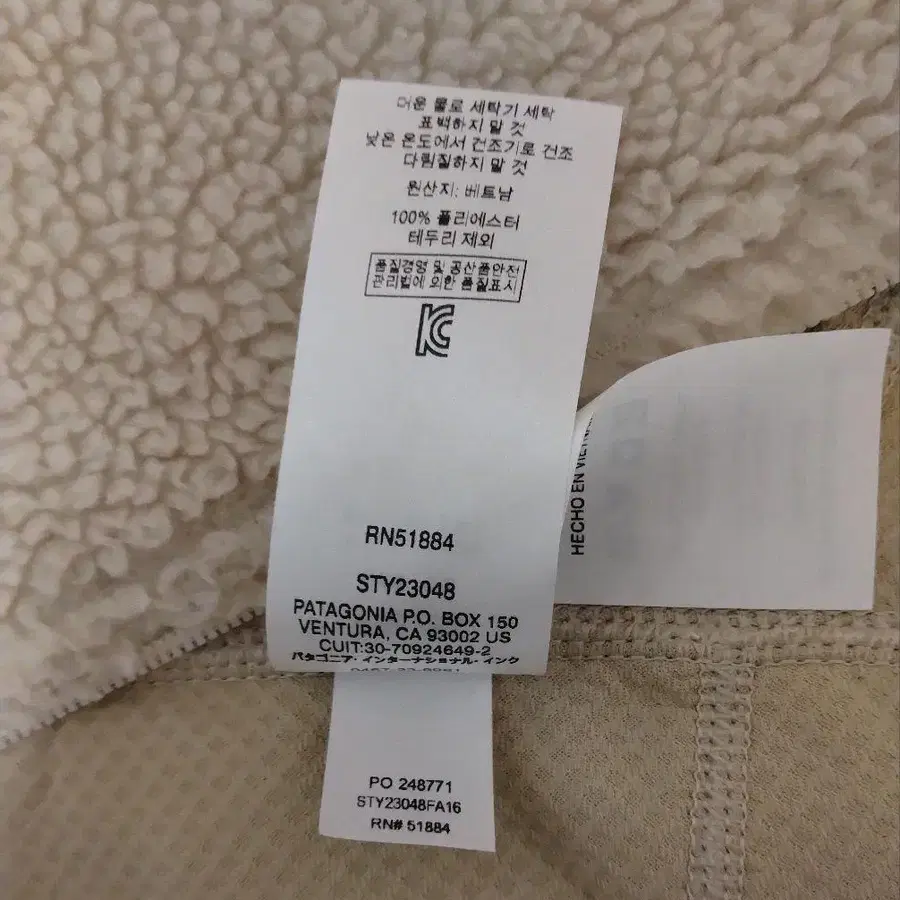 더운 물로 세탁기 세탁
표백하지 말 것
낮은 온도에서 건조기로 건조
다림질하지 말 것
원산지: 베트남
100% 폴리에스터
테두리 제외
품질경영 및 공산품안전
관리법에 의한 품질표시
RN51884
STY23048
PATAGONIA P.O. BOX 150
VENTURA, CA 93002 US
CUIT:30-70924649-2
パタゴニア・インターナショナル・インク
HECHO EN VIETNA
PO 248771
STY23048FA16
RN# 51884